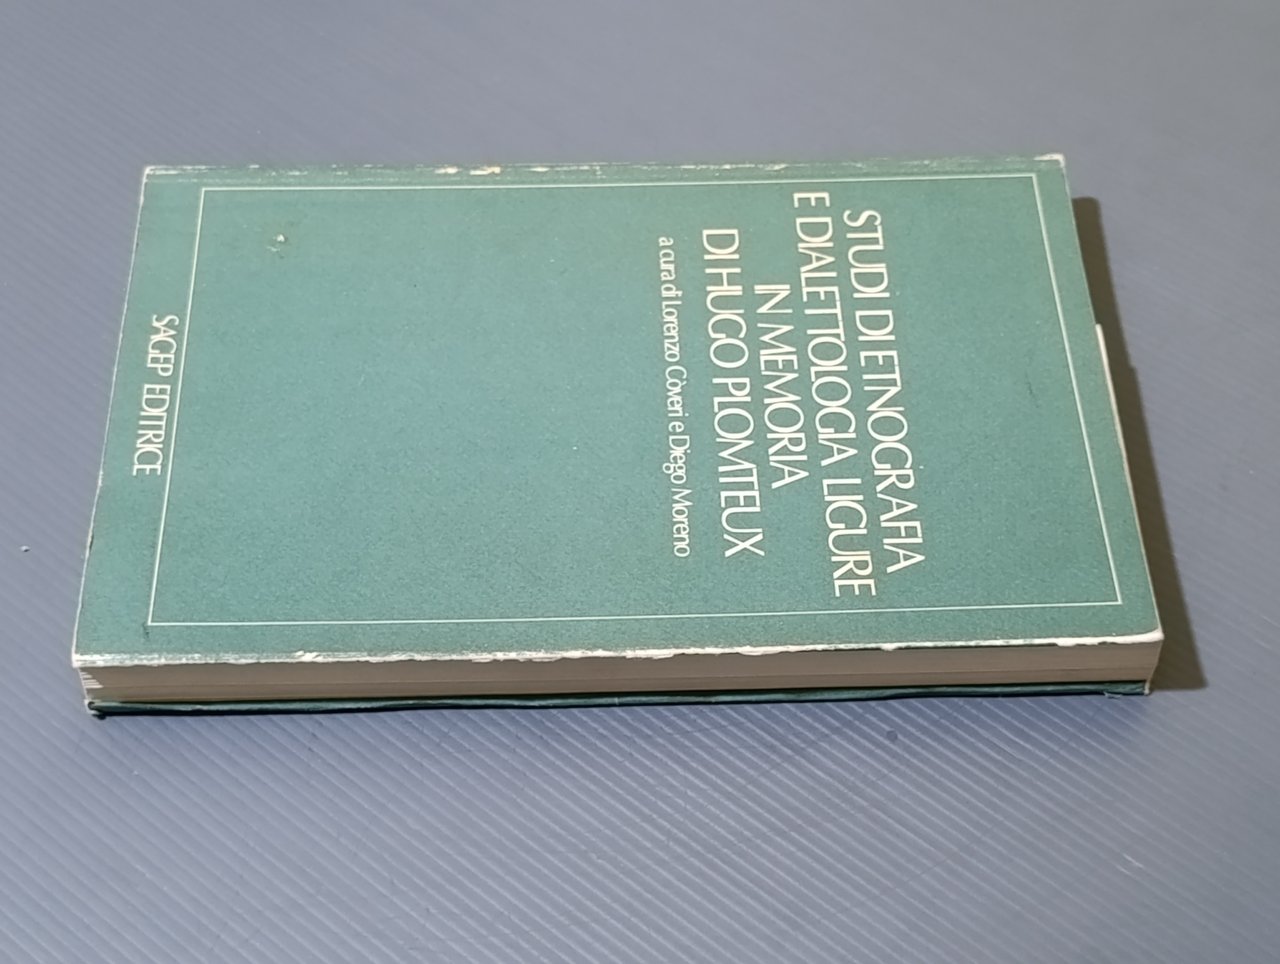 STUDI DI ETNOGRAFIA
E DIALETTOLOGIA LIGURE
IN MEMORIA
DI HUGO PLOMTEUX
a cura di Lorenzo Còveri e Diego Moreno
SAGEP EDITRICE